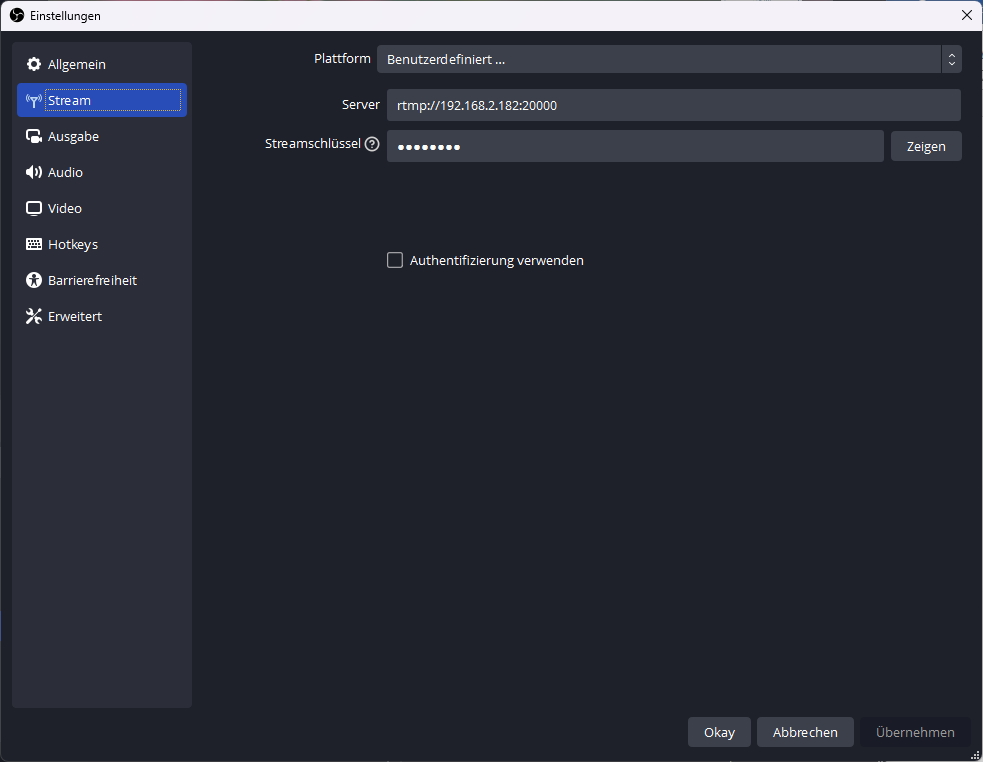 Einstellungen
Allgemein
Stream
Ausgabe
Audio
Video
Hotkeys
Barrierefreiheit
Erweitert
Plattform Benutzerdefiniert ...
Server rtmp://192.168.2.182:20000
Streamschlüssel ? ●●●●●●●● Zeigen
Authentifizierung verwenden
Okay Abbrechen Übernehmen